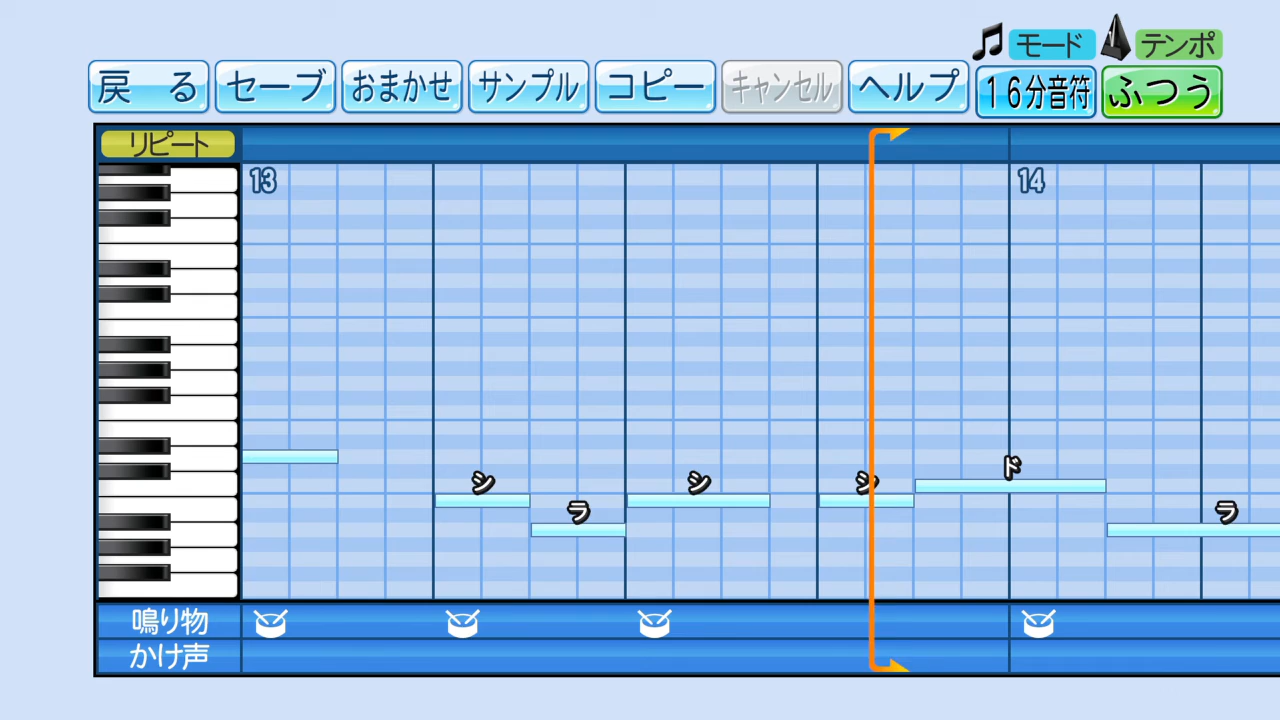 モード テンポ
戻る セーブ おまかせ サンプル コピー キャンセル ヘルプ 16分音符 ふつう
リピート
13 14
ド
シ シ シ
ラ ラ
鳴り物
かけ声